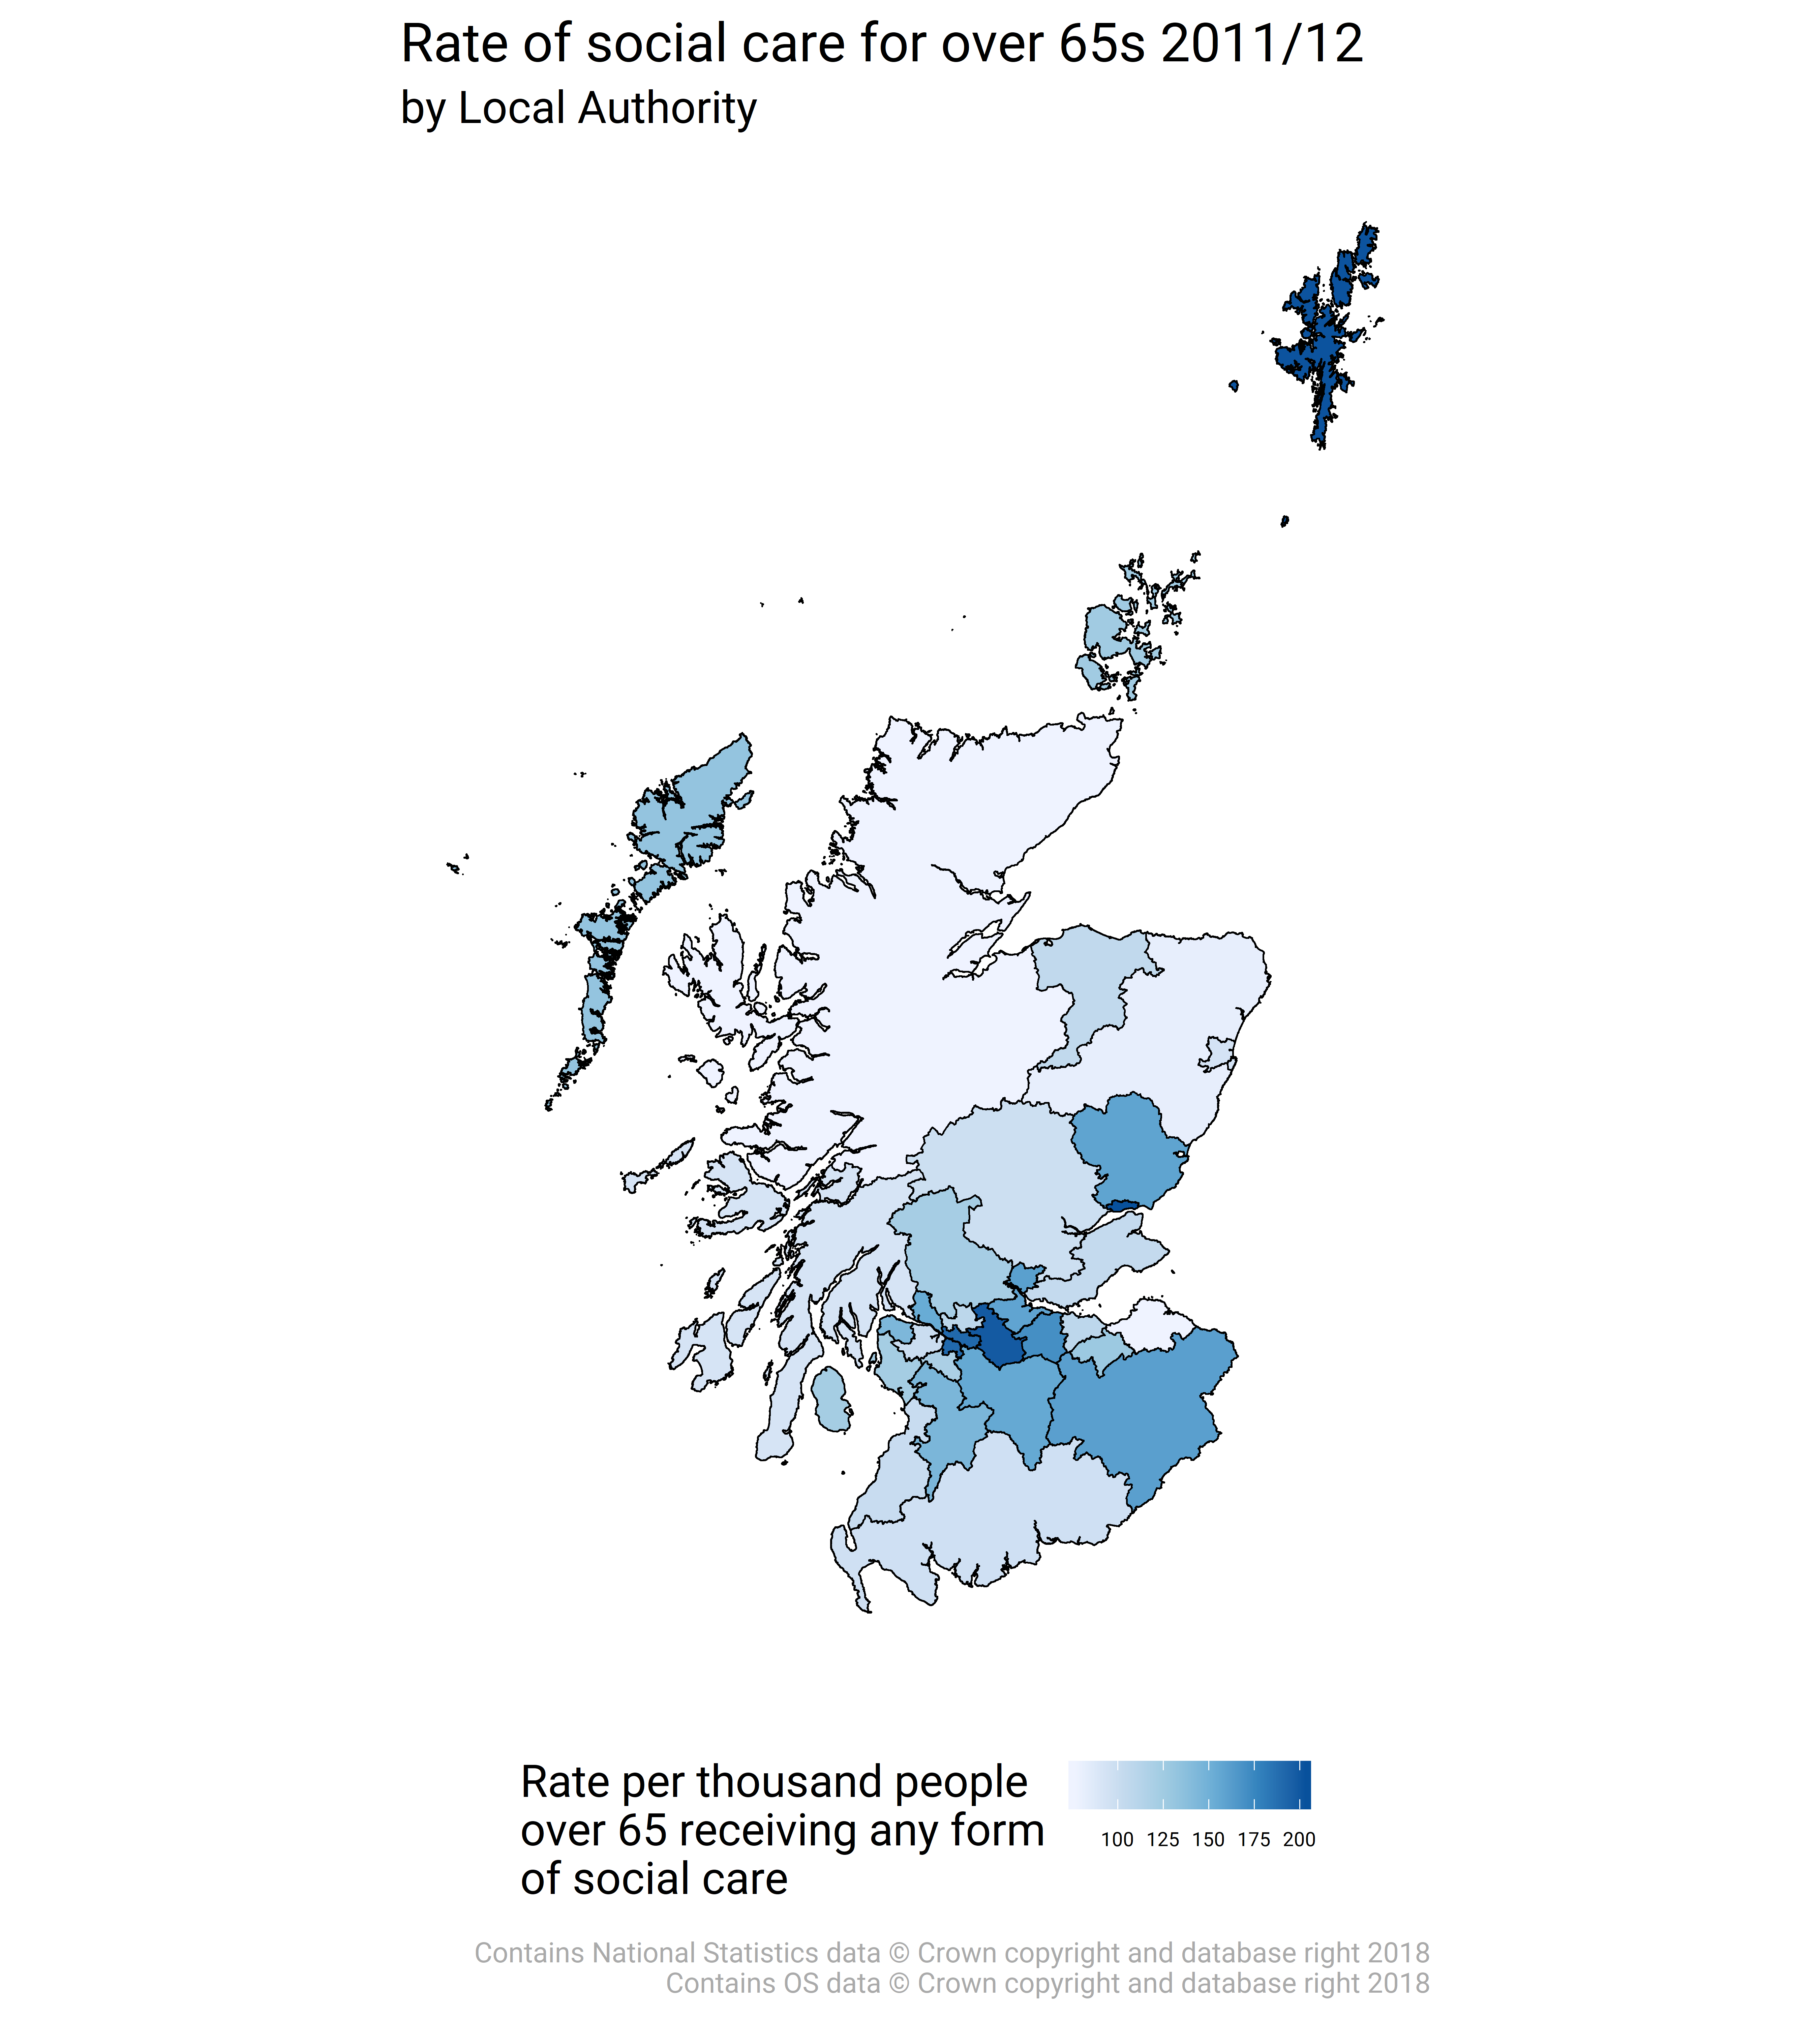 Rate of social care for over 65s 2011/12
by Local Authority
Rate per thousand people
over 65 receiving any form
of social care
100 125 150 175 200
Contains National Statistics data © Crown copyright and database right 2018
Contains OS data © Crown copyright and database right 2018